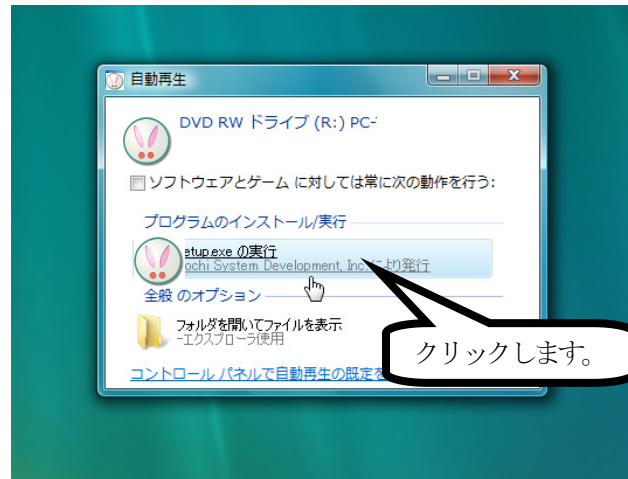 自動再生
DVD RW ドライブ (R:) PC-
ソフトウェアとゲーム に対しては常に次の動作を行う:
プログラムのインストール/実行
etup.exe の実行
ochi System Development, Inc. により発行
全般 のオプション
フォルダを開いてファイルを表示
-エクスプローラ使用
クリックします。
コントロール パネルで自動再生の既定を